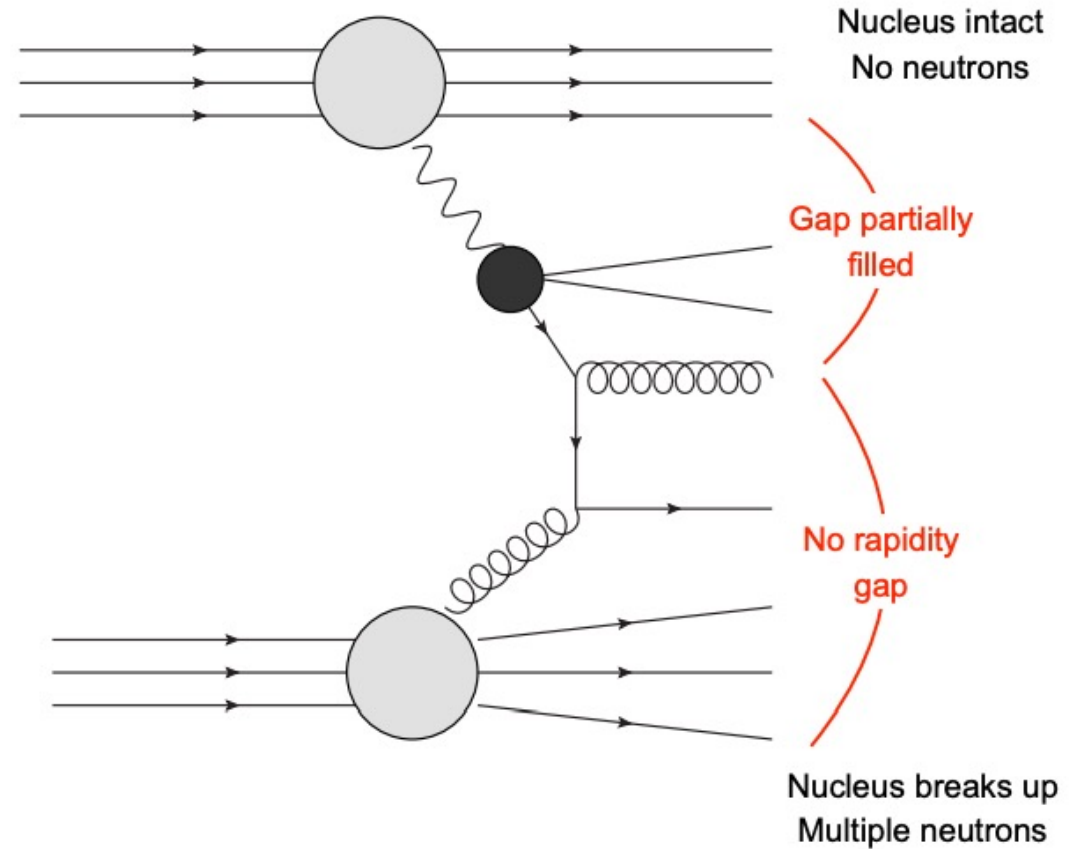 Nucleus intact
No neutrons
Gap partially
filled
No rapidity
gap
Nucleus breaks up
Multiple neutrons